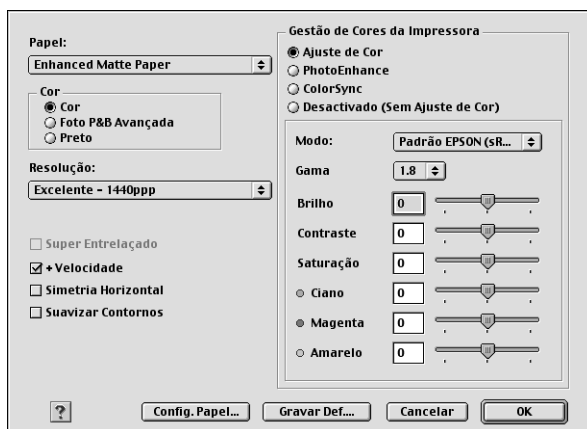 Papel:
Enhanced Matte Paper
Cor
Cor
Foto P&B Avançada
Preto
Resolução:
Excelente - 1440ppp
Super Entrelaçado
+ Velocidade
Simetria Horizontal
Suavizar Contornos
Gestão de Cores da Impressora
Ajuste de Cor
PhotoEnhance
ColorSync
Desactivado (Sem Ajuste de Cor)
Modo: Padrão EPSON (sR...
Gama 1.8
Brilho 0
Contraste 0
Saturação 0
Ciano 0
Magenta 0
Amarelo 0
? Config. Papel... Gravar Def.... Cancelar OK